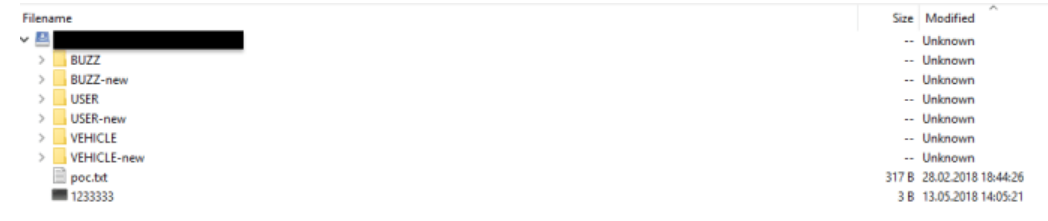 Filename Size Modified
-- Unknown
BUZZ -- Unknown
BUZZ-new -- Unknown
USER -- Unknown
USER-new -- Unknown
VEHICLE -- Unknown
VEHICLE-new -- Unknown
poc.txt 317 B 28.02.2018 18:44:26
1233333 3 B 13.05.2018 14:05:21